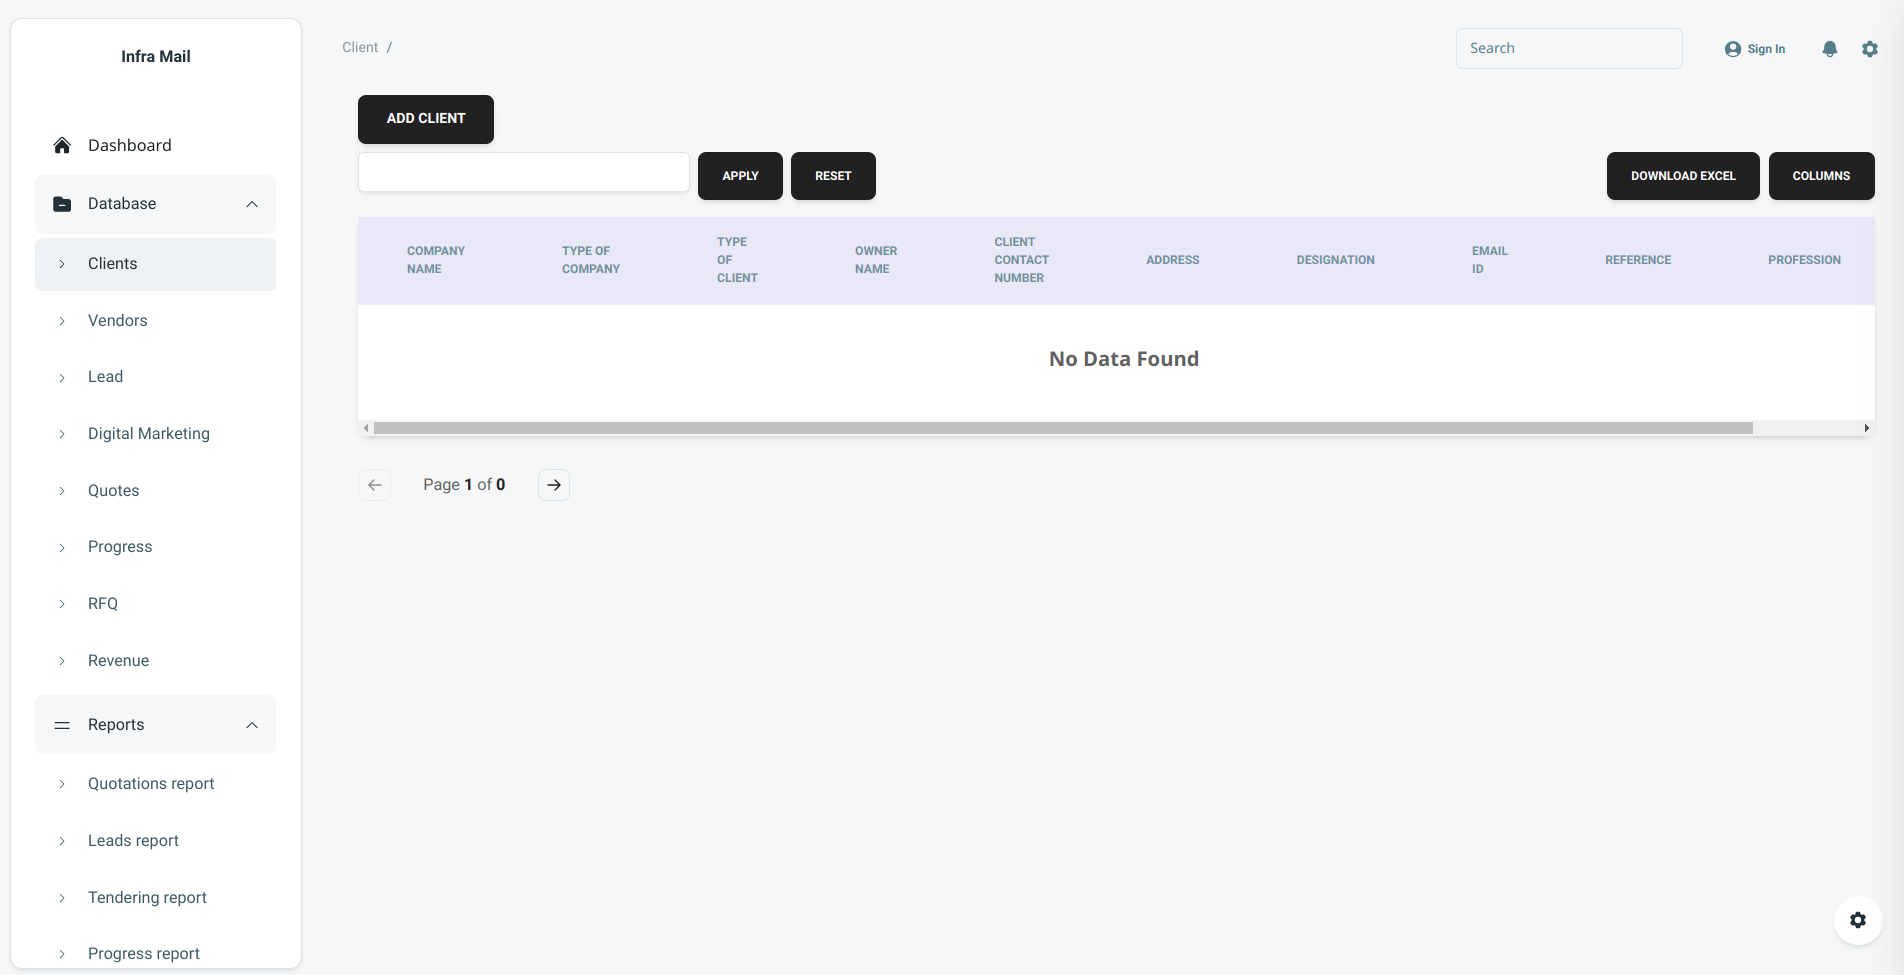 Infra Mail
Dashboard
Database
Clients
Vendors
Lead
Digital Marketing
Quotes
Progress
RFQ
Revenue
Reports
Quotations report
Leads report
Tendering report
Progress report
Client /
Search
Sign In
ADD CLIENT
APPLY
RESET
DOWNLOAD EXCEL
COLUMNS
COMPANY
NAME
TYPE OF
COMPANY
TYPE
OF
CLIENT
OWNER
NAME
CLIENT
CONTACT
NUMBER
ADDRESS
DESIGNATION
EMAIL
ID
REFERENCE
PROFESSION
No Data Found
Page 1 of 0